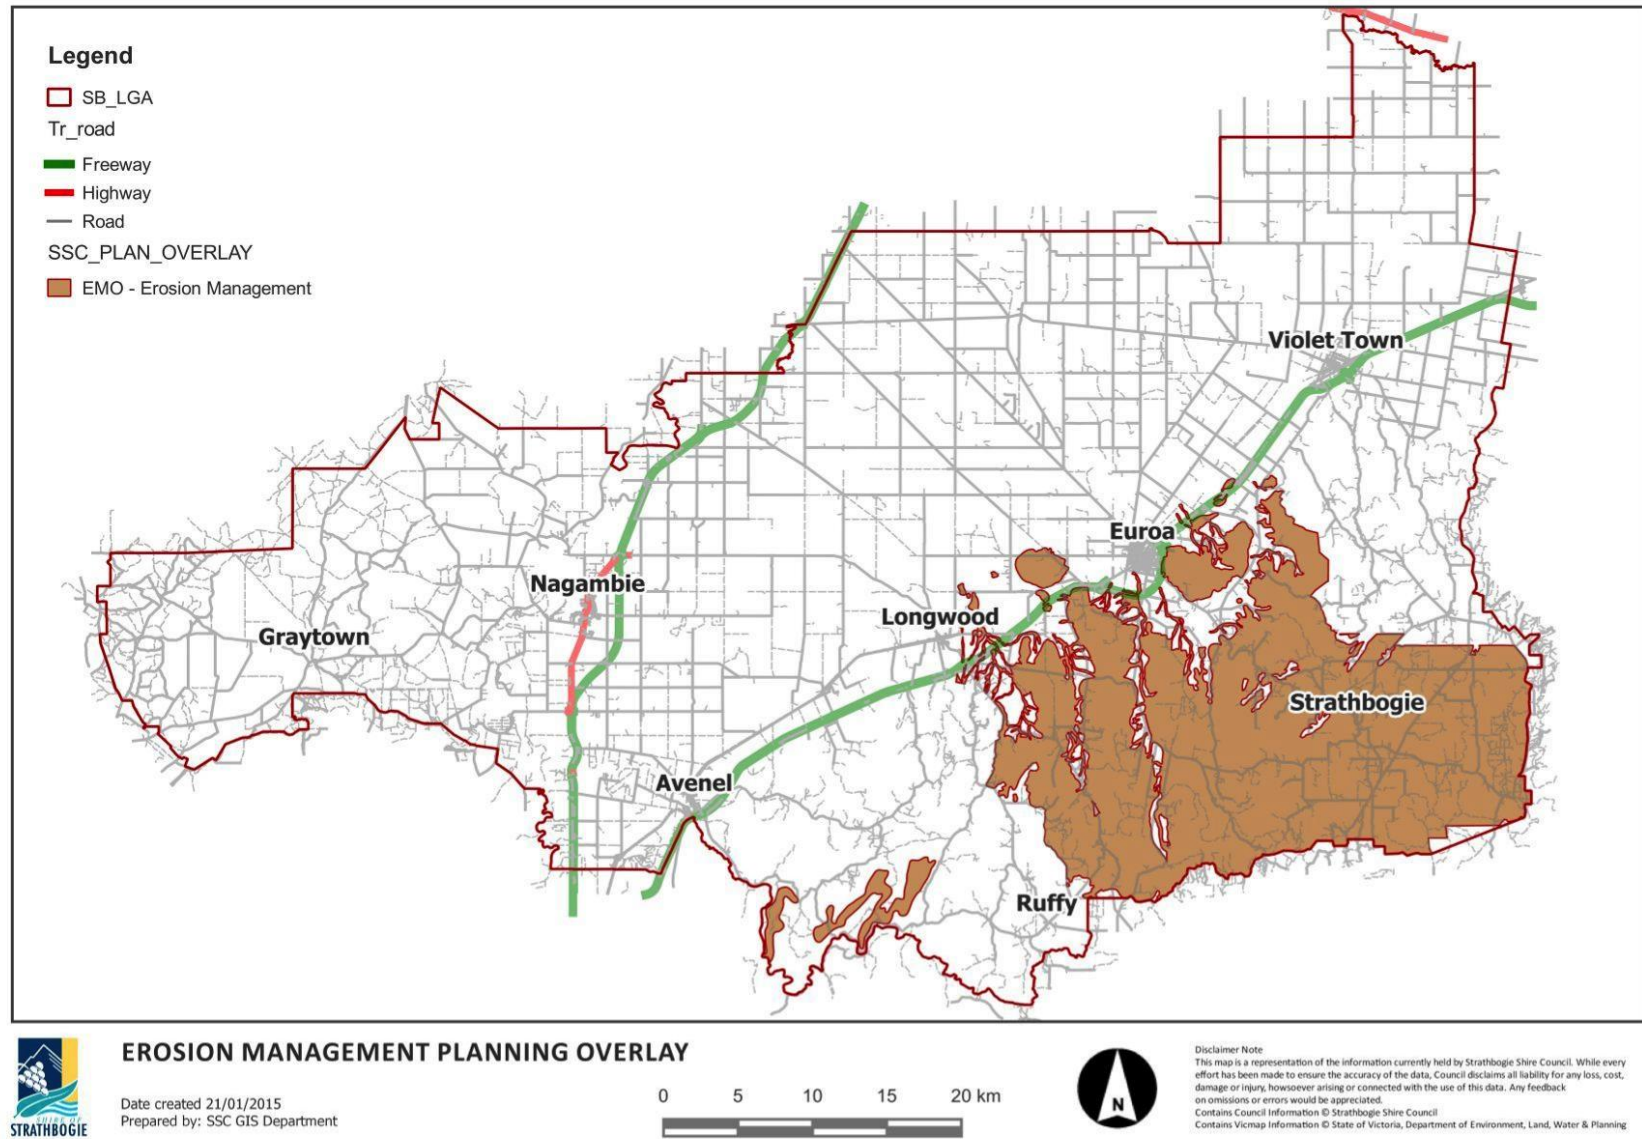 Legend
SB_LGA
Tr_road
Freeway
Highway
Road
SSC_PLAN_OVERLAY
EMO - Erosion Management
Violet Town
Euroa
Nagambie
Longwood
Graytown
Strathbogie
Avenel
Ruffy
SHIRE OF
STRATHBOGIE
EROSION MANAGEMENT PLANNING OVERLAY
Date created 21/01/2015
Prepared by: SSC GIS Department
0 5 10 15 20 km
N
Disclaimer Note
This map is a representation of the information currently held by Strathbogie Shire Council. While every
effort has been made to ensure the accuracy of the data, Council disclaims all liability for any loss, cost,
damage or injury, howsoever arising or connected with the use of this data. Any feedback
on omissions or errors would be appreciated.
Contains Council Information © Strathbogie Shire Council
Contains Vicmap Information © State of Victoria, Department of Environment, Land, Water & Planning